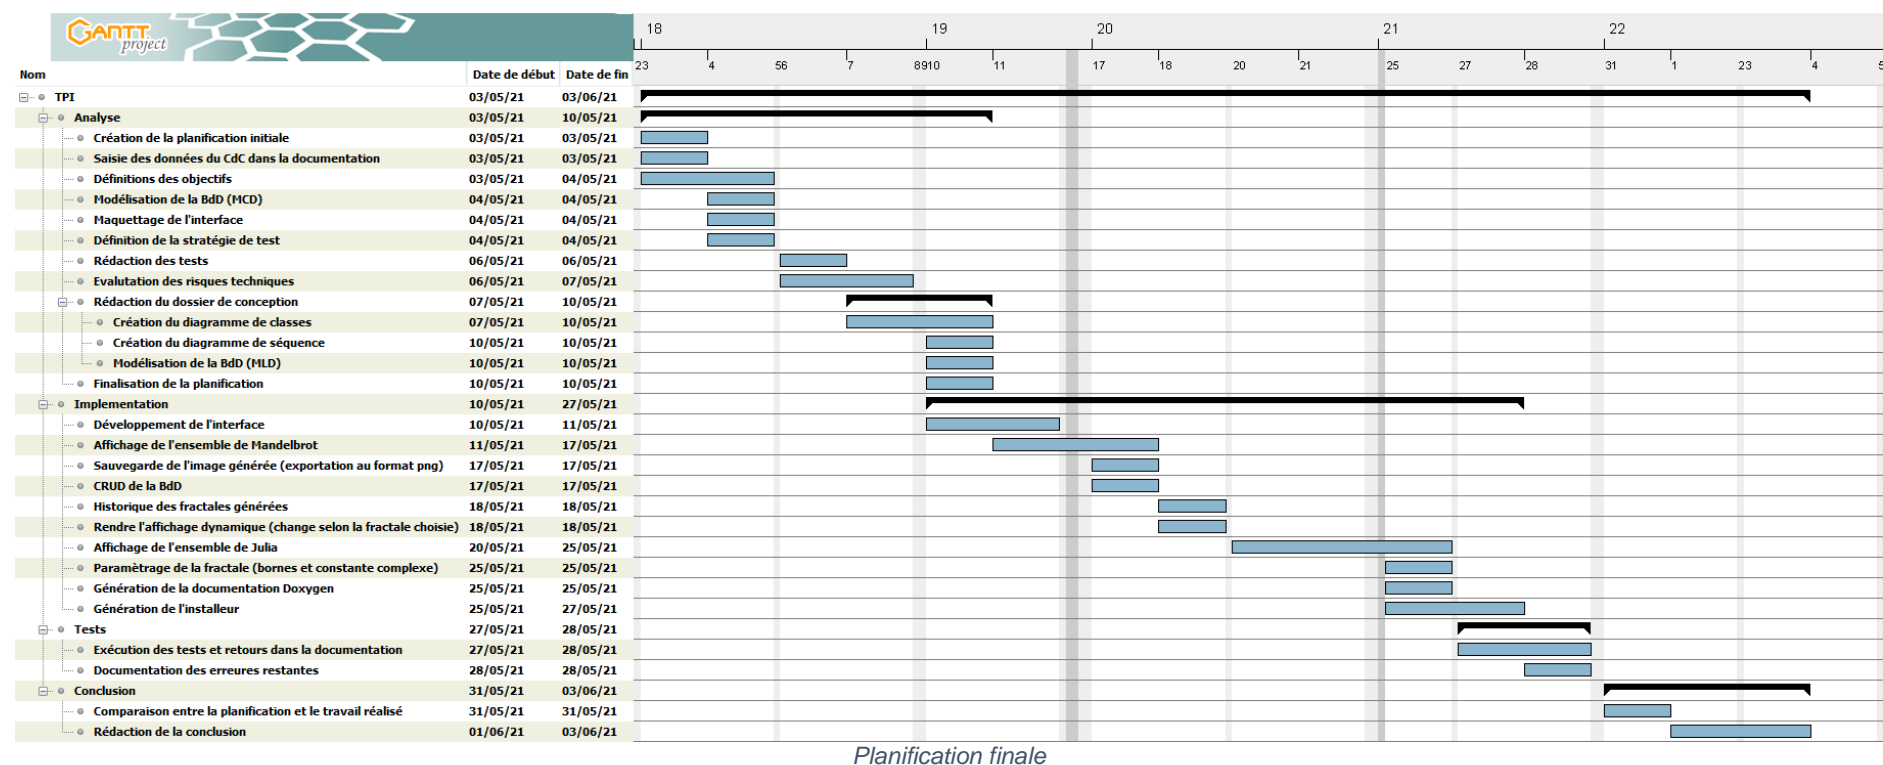 GANTT project
18 19 20 21 22
Nom Date de début Date de fin 23 4 56 7 8910 11 17 18 20 21 25 27 28 31 1 23 4 5
TPI 03/05/21 03/06/21
Analyse 03/05/21 10/05/21
Création de la planification initiale 03/05/21 03/05/21
Saisie des données du CdC dans la documentation 03/05/21 03/05/21
Définitions des objectifs 03/05/21 04/05/21
Modélisation de la BdD (MCD) 04/05/21 04/05/21
Maquettage de l'interface 04/05/21 04/05/21
Définition de la stratégie de test 04/05/21 04/05/21
Rédaction des tests 06/05/21 06/05/21
Evalutation des risques techniques 06/05/21 07/05/21
Rédaction du dossier de conception 07/05/21 10/05/21
Création du diagramme de classes 07/05/21 10/05/21
Création du diagramme de séquence 10/05/21 10/05/21
Modélisation de la BdD (MLD) 10/05/21 10/05/21
Finalisation de la planification 10/05/21 10/05/21
Implementation 10/05/21 27/05/21
Développement de l'interface 10/05/21 11/05/21
Affichage de l'ensemble de Mandelbrot 11/05/21 17/05/21
Sauvegarde de l'image générée (exportation au format png) 17/05/21 17/05/21
CRUD de la BdD 17/05/21 17/05/21
Historique des fractales générées 18/05/21 18/05/21
Rendre l'affichage dynamique (change selon la fractale choisie) 18/05/21 18/05/21
Affichage de l'ensemble de Julia 20/05/21 25/05/21
Paramètrage de la fractale (bornes et constante complexe) 25/05/21 25/05/21
Génération de la documentation Doxygen 25/05/21 25/05/21
Génération de l'installeur 25/05/21 27/05/21
Tests 27/05/21 28/05/21
Exécution des tests et retours dans la documentation 27/05/21 28/05/21
Documentation des erreures restantes 28/05/21 28/05/21
Conclusion 31/05/21 03/06/21
Comparaison entre la planification et le travail réalisé 31/05/21 31/05/21
Rédaction de la conclusion 01/06/21 03/06/21
Planification finale